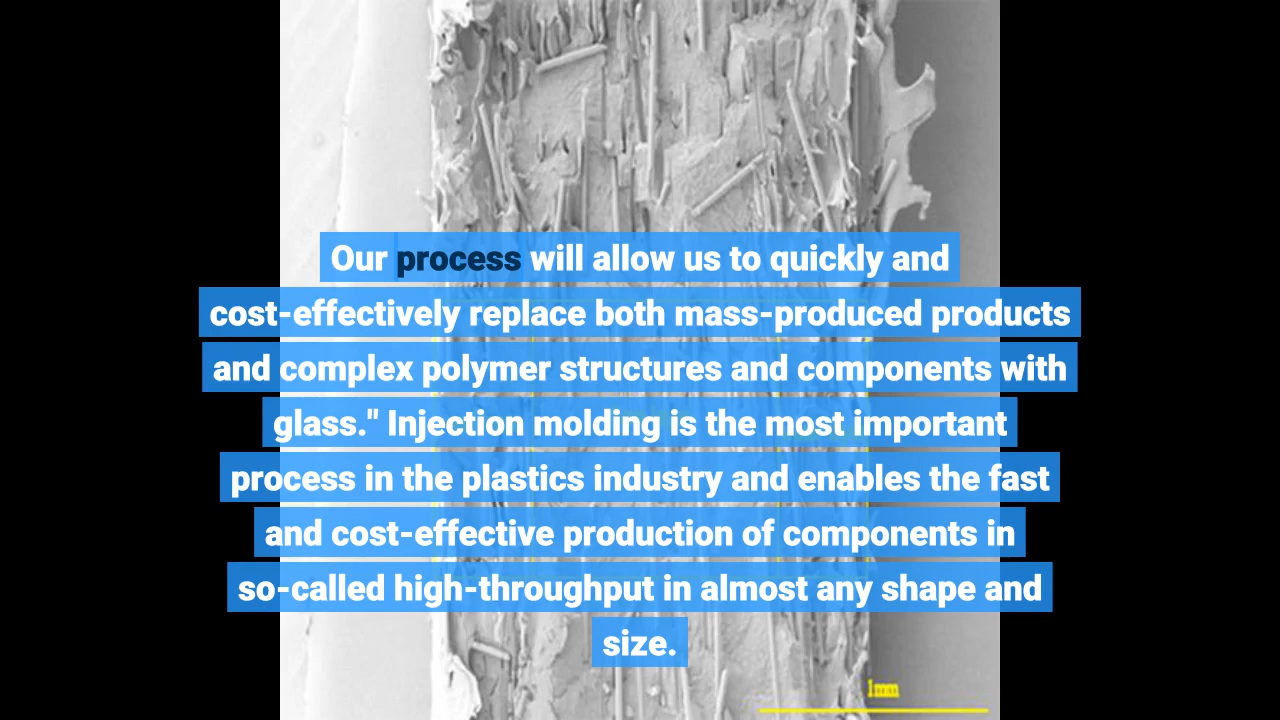 Our process will allow us to quickly and
cost-effectively replace both mass-produced products
and complex polymer structures and components with
glass." Injection molding is the most important
process in the plastics industry and enables the fast
and cost-effective production of components in
so-called high-throughput in almost any shape and
size.
1mm